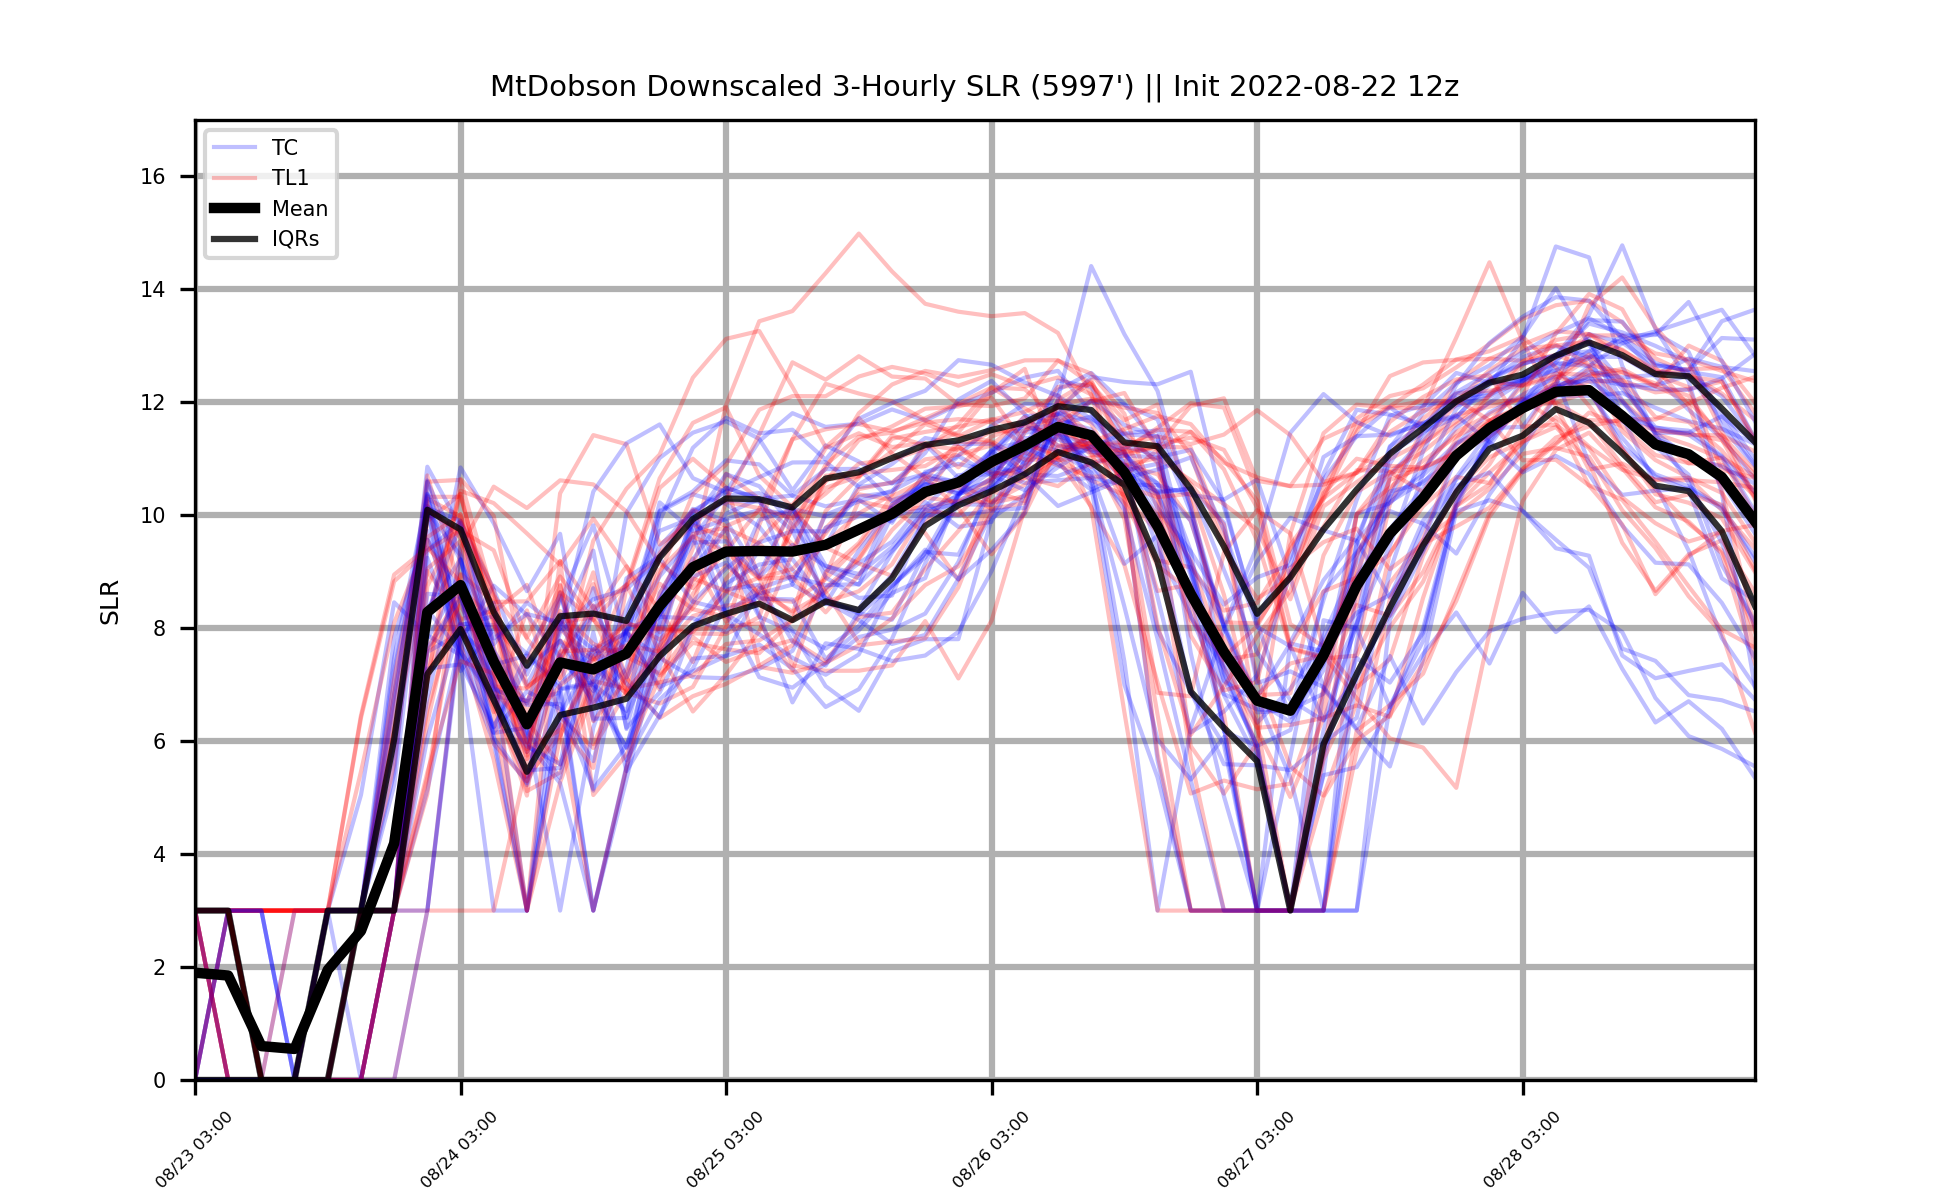 MtDobson Downscaled 3-Hourly SLR (5997') || Init 2022-08-22 12z
TC
TL1
Mean
IQRs
SLR
16
14
12
10
8
6
4
2
0
08/23 03:00
08/24 03:00
08/25 03:00
08/26 03:00
08/27 03:00
08/28 03:00